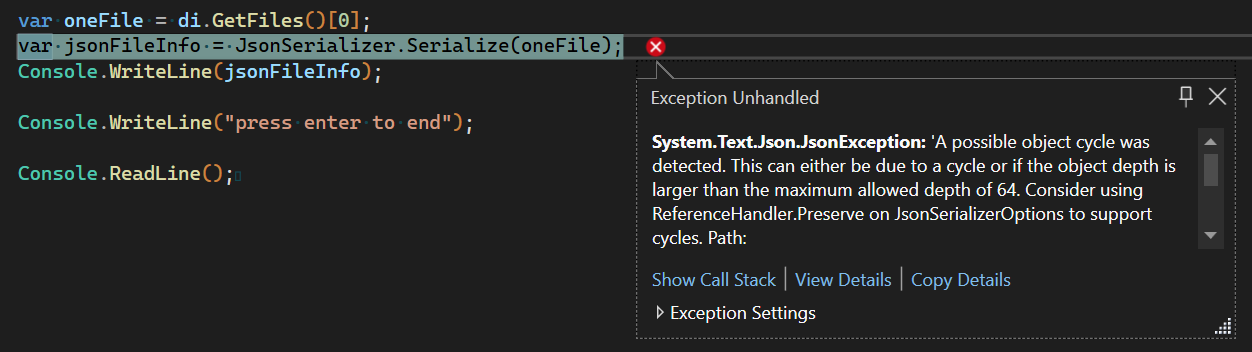 var oneFile = di.GetFiles()[0];
var jsonFileInfo = JsonSerializer.Serialize(oneFile);
Console.WriteLine(jsonFileInfo);
Console.WriteLine("press enter to end");
Console.ReadLine();
Exception Unhandled
System.Text.Json.JsonException: 'A possible object cycle was
detected. This can either be due to a cycle or if the object depth is
larger than the maximum allowed depth of 64. Consider using
ReferenceHandler.Preserve on JsonSerializerOptions to support
cycles. Path:
Show Call Stack | View Details | Copy Details
Exception Settings